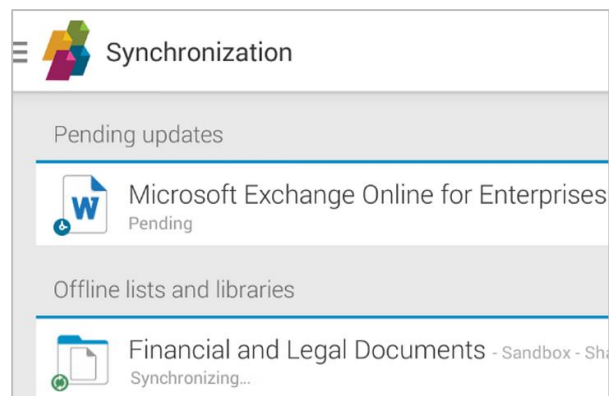 Synchronization
Pending updates
W
Microsoft Exchange Online for Enterprises
Pending
Offline lists and libraries
Financial and Legal Documents - Sandbox - Sha
Synchronizing...